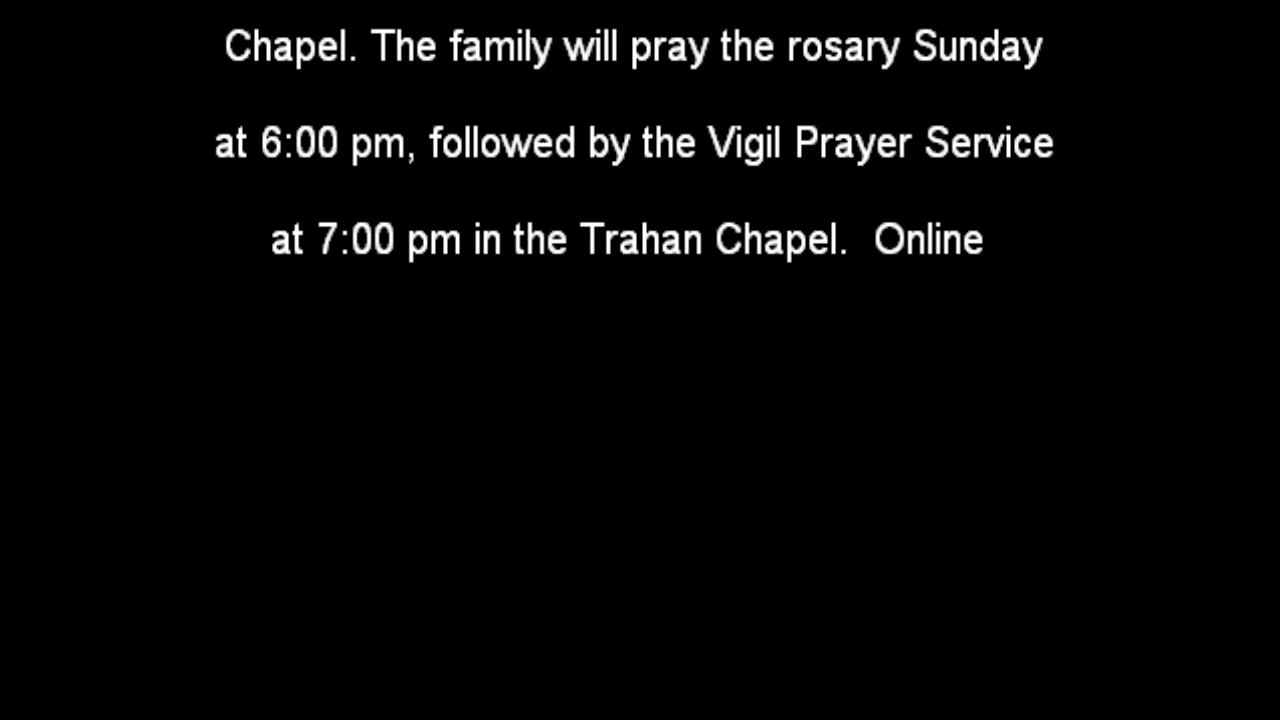 Chapel. The family will pray the rosary Sunday
at 6:00 pm, followed by the Vigil Prayer Service
at 7:00 pm in the Trahan Chapel.  Online